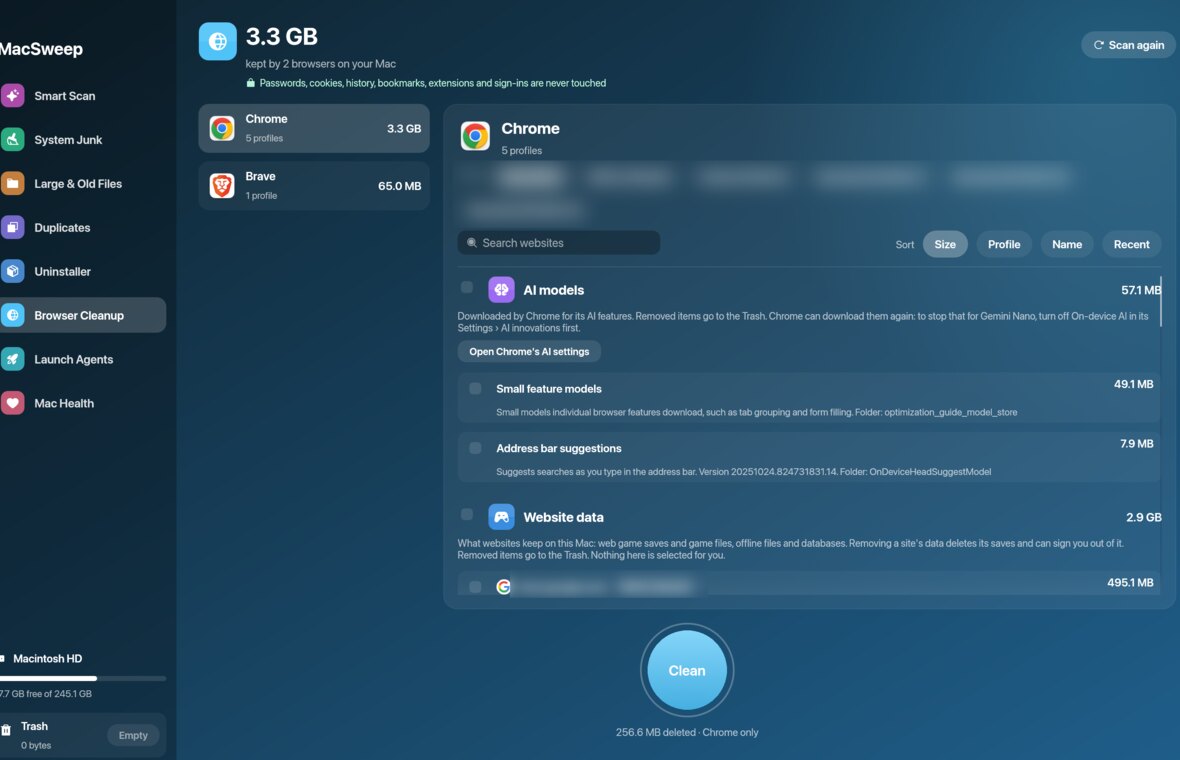 MacSweep
Smart Scan
System Junk
Large & Old Files
Duplicates
Uninstaller
Browser Cleanup
Launch Agents
Mac Health
Macintosh HD
7.7 GB free of 245.1 GB
Trash
0 bytes
Empty
3.3 GB
kept by 2 browsers on your Mac
Passwords, cookies, history, bookmarks, extensions and sign-ins are never touched
Scan again
Chrome
5 profiles
3.3 GB
Brave
1 profile
65.0 MB
Chrome
5 profiles
Search websites
Sort Size Profile Name Recent
AI models 57.1 MB
Downloaded by Chrome for its AI features. Removed items go to the Trash. Chrome can download them again: to stop that for Gemini Nano, turn off On-device AI in its
Settings › AI innovations first.
Open Chrome's AI settings
Small feature models 49.1 MB
Small models individual browser features download, such as tab grouping and form filling. Folder: optimization_guide_model_store
Address bar suggestions 7.9 MB
Suggests searches as you type in the address bar. Version 20251024.824731831.14. Folder: OnDeviceHeadSuggestModel
Website data 2.9 GB
What websites keep on this Mac: web game saves and game files, offline files and databases. Removing a site's data deletes its saves and can sign you out of it.
Removed items go to the Trash. Nothing here is selected for you.
495.1 MB
Clean
256.6 MB deleted · Chrome only